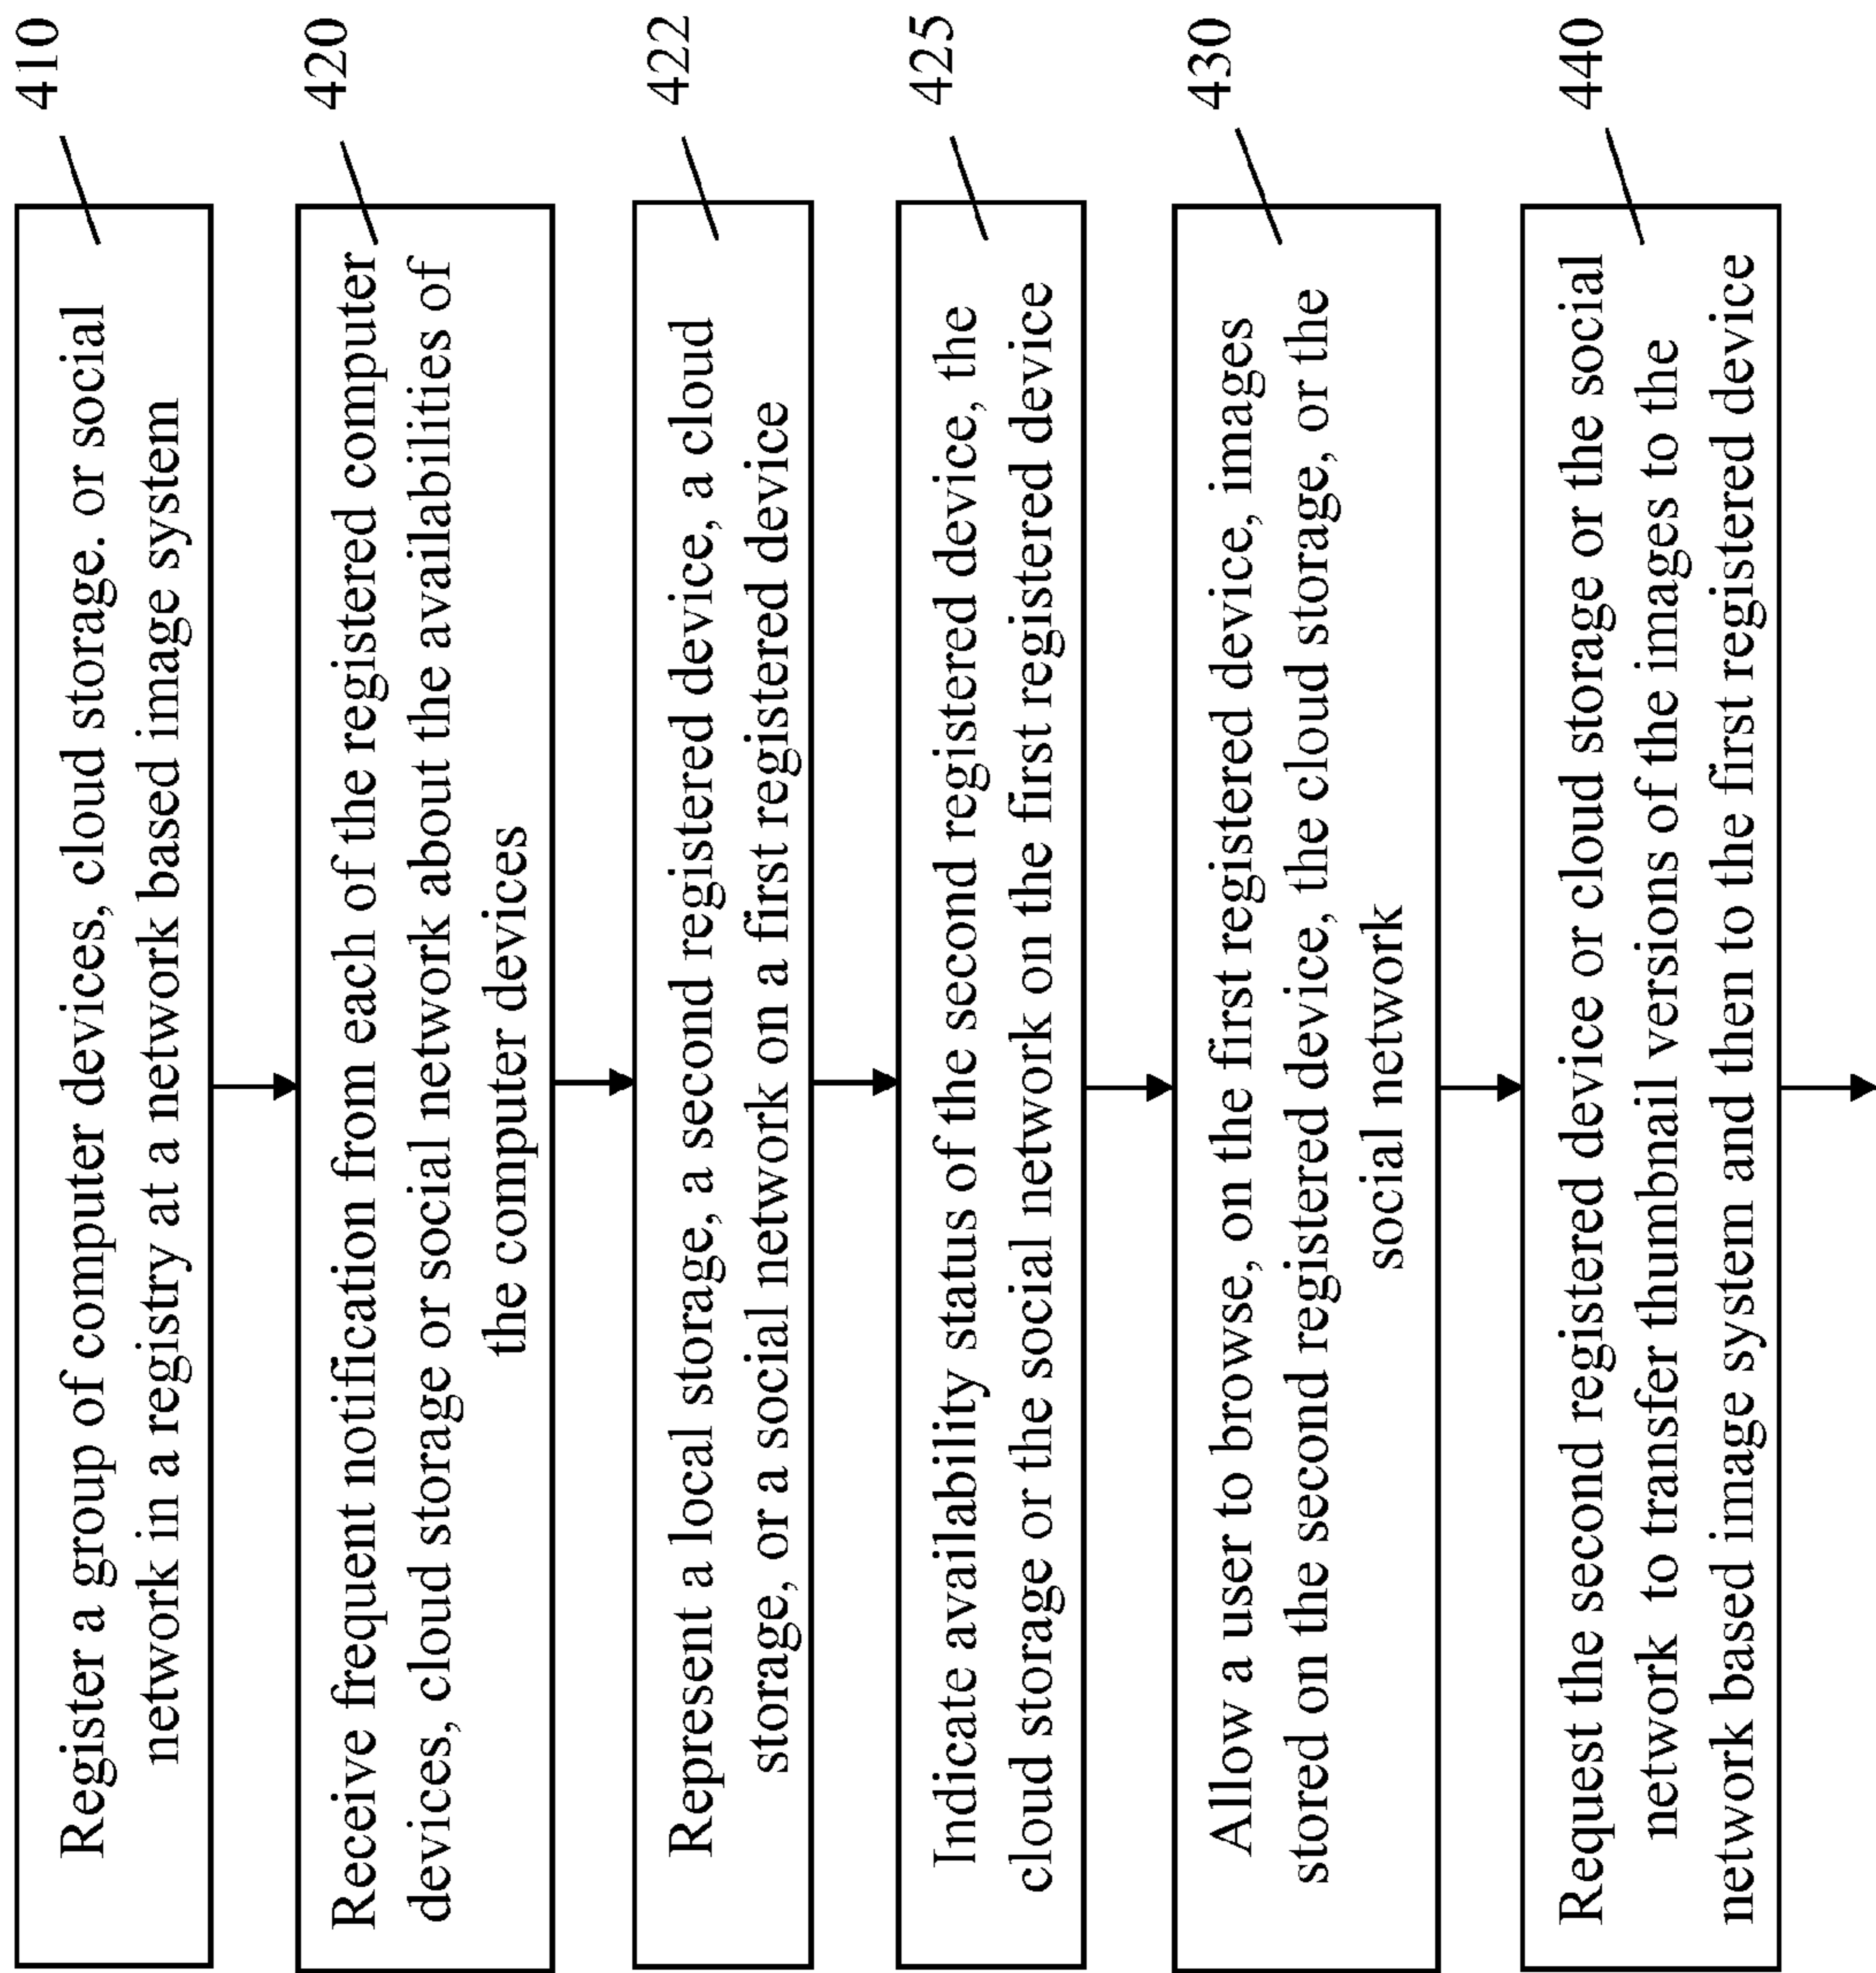 Register a group of computer devices, cloud storage. or social
network in a registry at a network based image system
410
Receive frequent notification from each of the registered computer
devices, cloud storage or social network about the availabilities of
the computer devices
420
Represent a local storage, a second registered device, a cloud
storage, or a social network on a first registered device
422
Indicate availability status of the second registered device, the
cloud storage or the social network on the first registered device
425
Allow a user to browse, on the first registered device, images
stored on the second registered device, the cloud storage, or the
social network
430
Request the second registered device or cloud storage or the social
network to transfer thumbnail versions of the images to the
network based image system and then to the first registered device
440